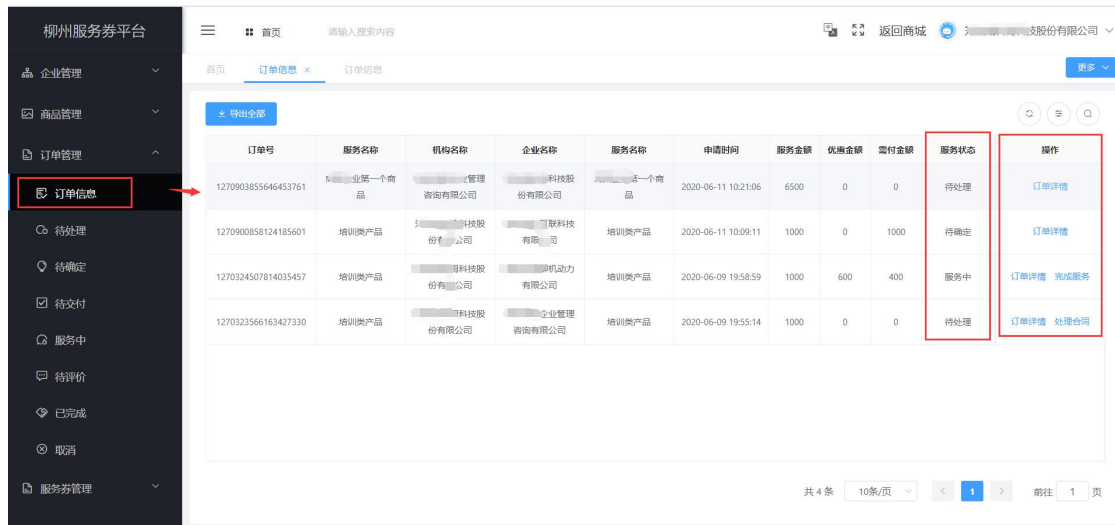 柳州服务券平台
首页
请输入搜索内容
返回商城
技股份有限公司
企业管理
首页
订单信息 ×
订单信息
更多
商品管理
导出全部
订单管理
订单号 服务名称 机构名称 企业名称 服务名称 申请时间 服务金额 优惠金额 需付金额 服务状态 操作
订单信息
1270903855646453761 业第一个商品 管理咨询有限公司 科技股份有限公司 第一个商品 2020-06-11 10:21:06 6500 0 0 待处理 订单详情
待处理
1270900858124185601 培训类产品 科技股份 公司 互联科技有限 司 培训类产品 2020-06-11 10:09:11 1000 0 1000 待确定 订单详情
待确定
1270324507814035457 培训类产品 科技股份有 公司 机动力有限公司 培训类产品 2020-06-09 19:58:59 1000 600 400 服务中 订单详情 完成服务
待交付
1270323566163427330 培训类产品 科技股份有限公司 企业管理咨询有限公司 培训类产品 2020-06-09 19:55:14 1000 0 0 待处理 订单详情 处理合同
服务中
待评价
已完成
取消
服务券管理
共 4 条 10条/页 1 前往 1 页